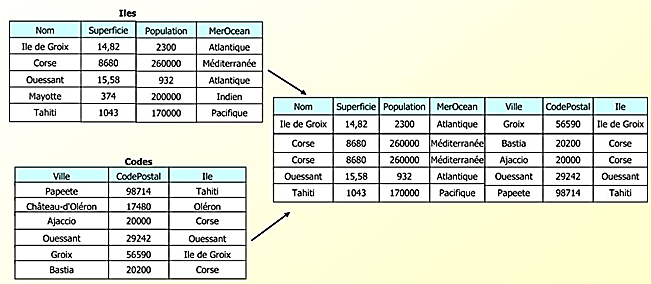 Iles
Nom Superficie Population MerOcean
Ile de Groix 14,82 2300 Atlantique
Corse 8680 260000 Méditerranée
Ouessant 15,58 932 Atlantique
Mayotte 374 200000 Indien
Tahiti 1043 170000 Pacifique
Codes
Ville CodePostal Ile
Papeete 98714 Tahiti
Château-d'Oléron 17480 Oléron
Ajaccio 20000 Corse
Ouessant 29242 Ouessant
Groix 56590 Ile de Groix
Bastia 20200 Corse
Nom Superficie Population MerOcean Ville CodePostal Ile
Ile de Groix 14,82 2300 Atlantique Groix 56590 Ile de Groix
Corse 8680 260000 Méditerranée Bastia 20200 Corse
Corse 8680 260000 Méditerranée Ajaccio 20000 Corse
Ouessant 15,58 932 Atlantique Ouessant 29242 Ouessant
Tahiti 1043 170000 Pacifique Papeete 98714 Tahiti